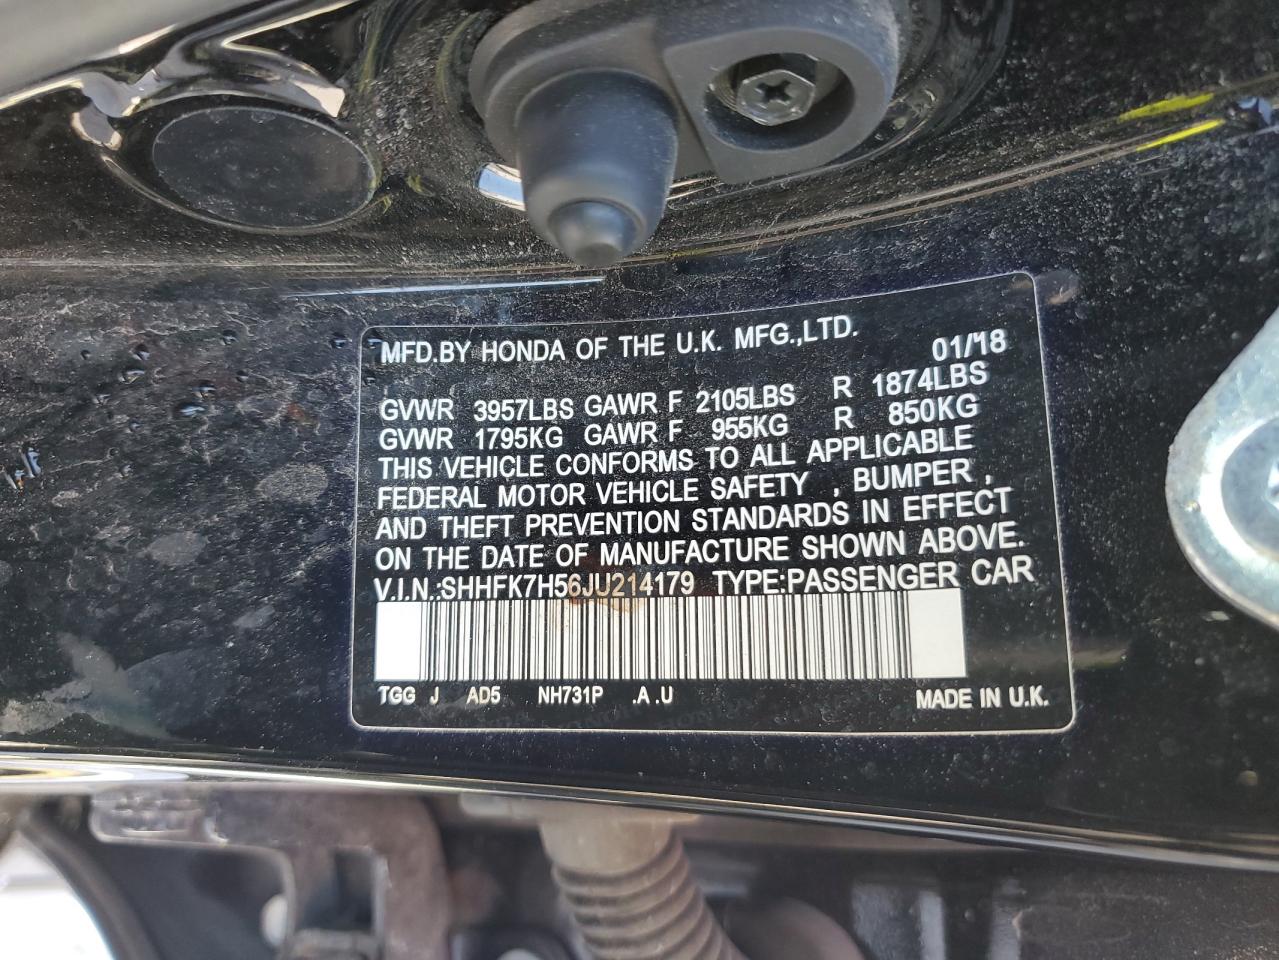 MFD.BY HONDA OF THE U.K. MFG.,LTD. 01/18
GVWR 3957LBS GAWR F 2105LBS R 1874LBS
GVWR 1795KG GAWR F 955KG R 850KG
THIS VEHICLE CONFORMS TO ALL APPLICABLE
FEDERAL MOTOR VEHICLE SAFETY , BUMPER ,
AND THEFT PREVENTION STANDARDS IN EFFECT
ON THE DATE OF MANUFACTURE SHOWN ABOVE.
V.I.N.:SHHFK7H56JU214179 TYPE:PASSENGER CAR
TGG J AD5 NH731P .A.U MADE IN U.K.